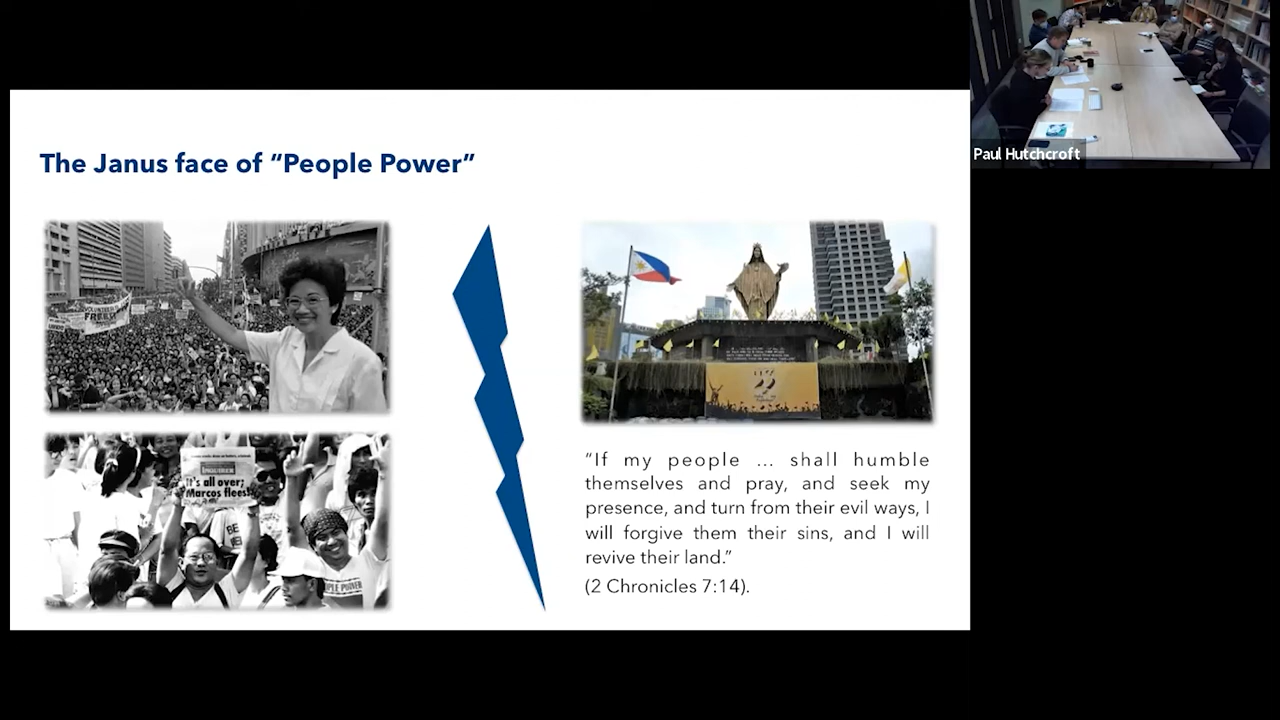 The Janus face of “People Power”
It's all over;
Marcos flees!
“If my people … shall humble
themselves and pray, and seek my
presence, and turn from their evil ways, I
will forgive them their sins, and I will
revive their land.”
(2 Chronicles 7:14).
Paul Hutchcroft